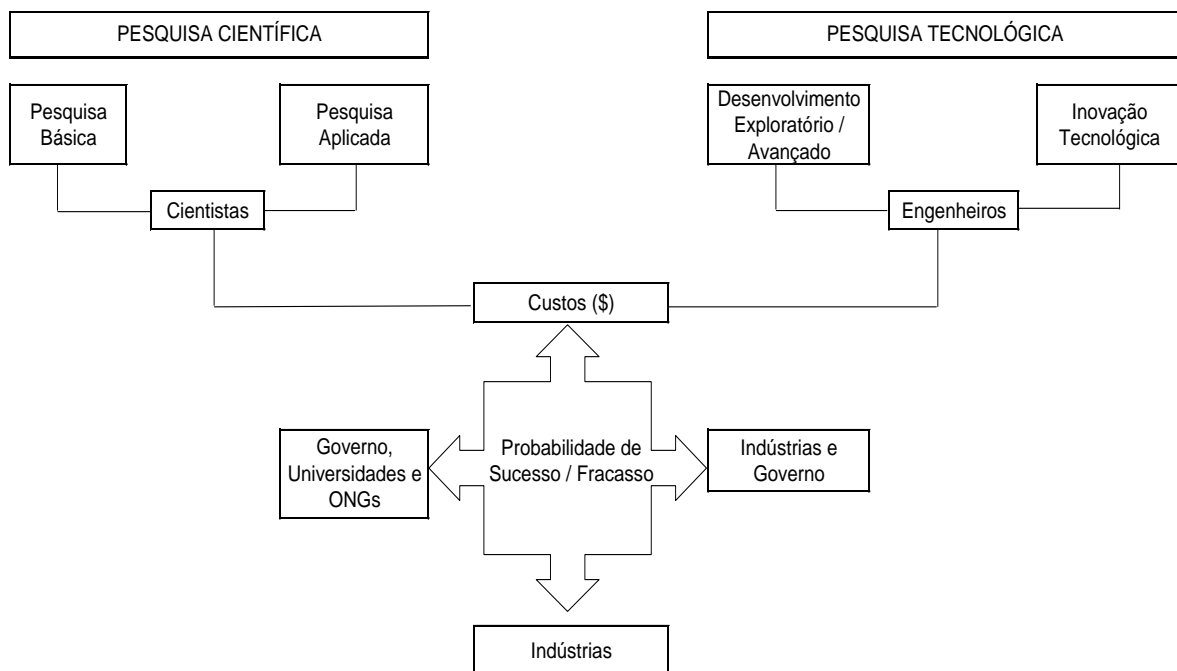 PESQUISA CIENTÍFICA
PESQUISA TECNOLÓGICA
Pesquisa
Básica
Pesquisa
Aplicada
Desenvolvimento
Exploratório /
Avançado
Inovação
Tecnológica
Cientistas
Engenheiros
Custos ($)
Governo,
Universidades e
ONGs
Probabilidade de
Sucesso / Fracasso
Indústrias e
Governo
Indústrias